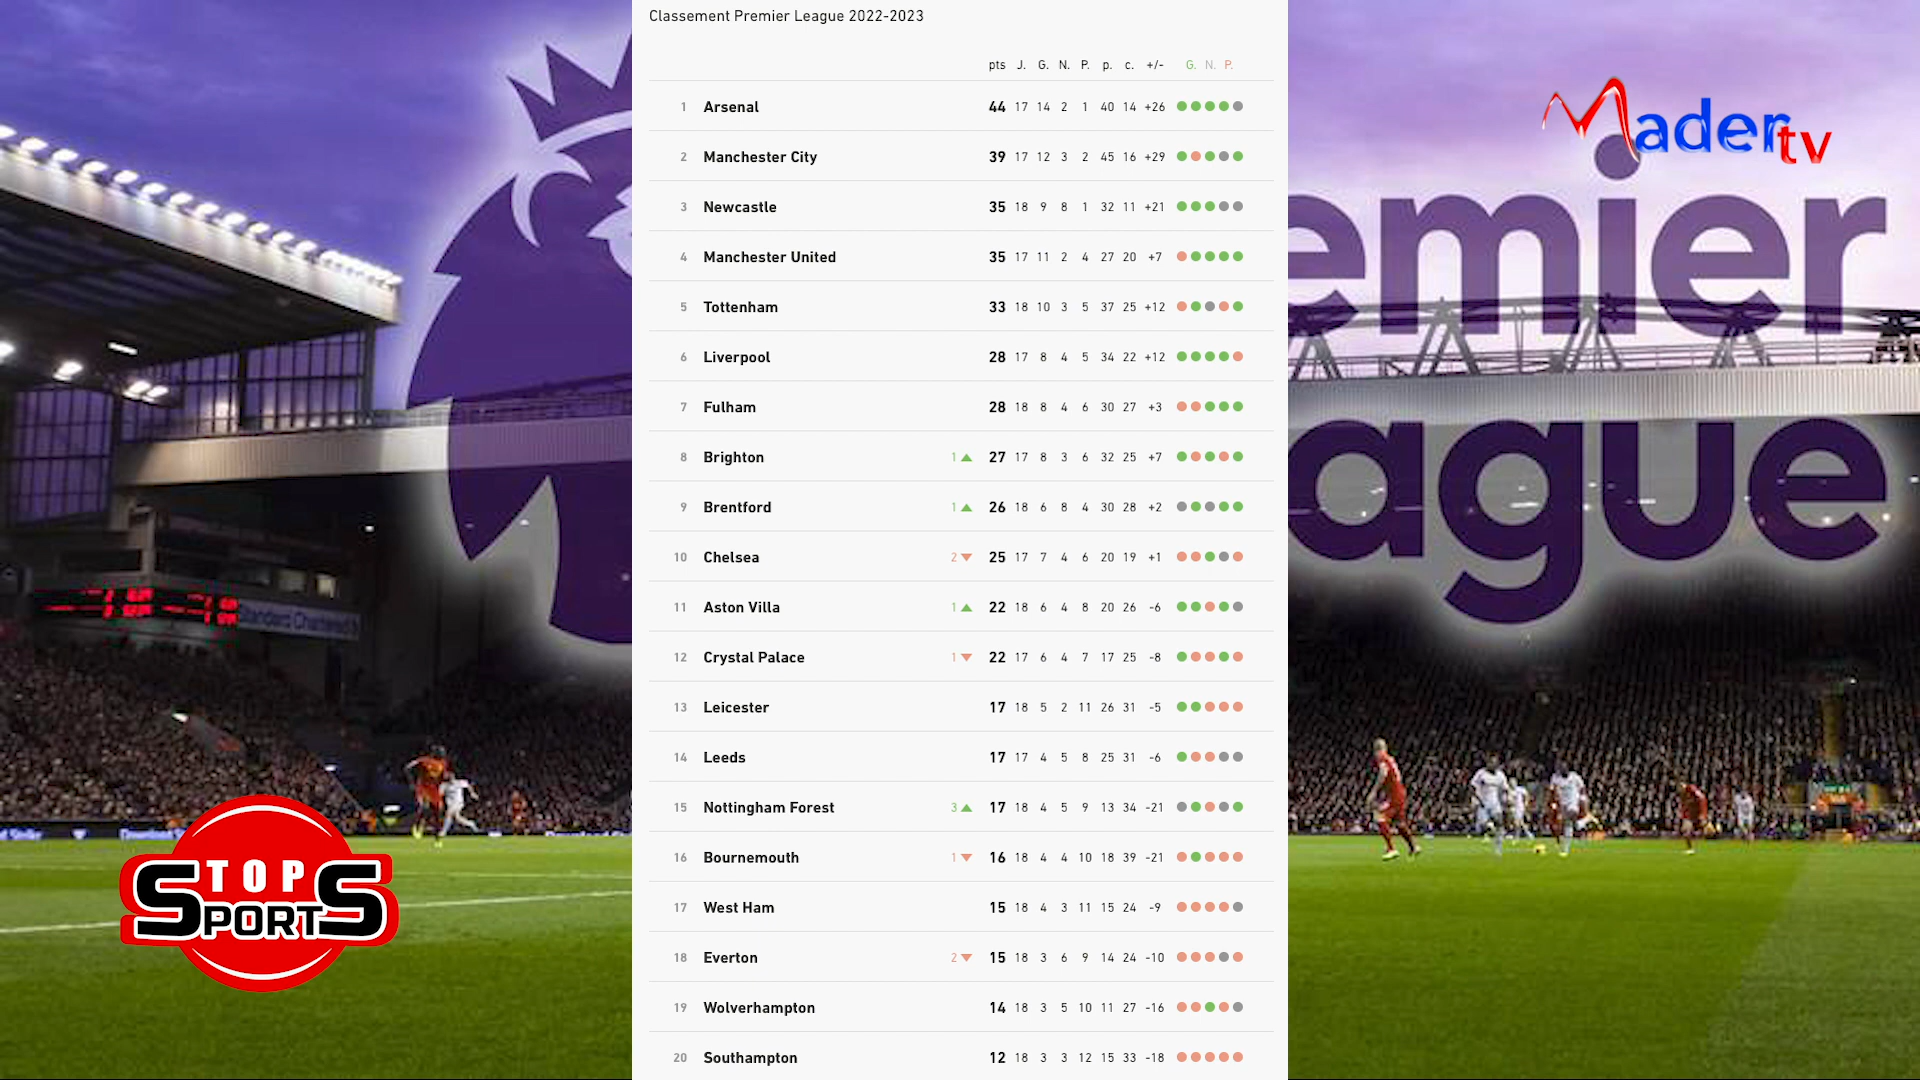 Classement Premier League 2022-2023
pts J. G. N. P. p. c. +/- G. N. P.
1 Arsenal 44 17 14 2 1 40 14 +26
2 Manchester City 39 17 12 3 2 45 16 +29
3 Newcastle 35 18 9 8 1 32 11 +21
4 Manchester United 35 17 11 2 4 27 20 +7
5 Tottenham 33 18 10 3 5 37 25 +12
6 Liverpool 28 17 8 4 5 34 22 +12
7 Fulham 28 18 8 4 6 30 27 +3
8 Brighton 1 27 17 8 3 6 32 25 +7
9 Brentford 1 26 18 6 8 4 30 28 +2
10 Chelsea 2 25 17 7 4 6 20 19 +1
11 Aston Villa 1 22 18 6 4 8 20 26 -6
12 Crystal Palace 1 22 17 6 4 7 17 25 -8
13 Leicester 17 18 5 2 11 26 31 -5
14 Leeds 17 17 4 5 8 25 31 -6
15 Nottingham Forest 3 17 18 4 5 9 13 34 -21
16 Bournemouth 1 16 18 4 4 10 18 39 -21
17 West Ham 15 18 4 3 11 15 24 -9
18 Everton 2 15 18 3 6 9 14 24 -10
19 Wolverhampton 14 18 3 5 10 11 27 -16
20 Southampton 12 18 3 3 12 15 33 -18
Mader tv
emier
ague
Standard Chartered
STOP
SPORTS